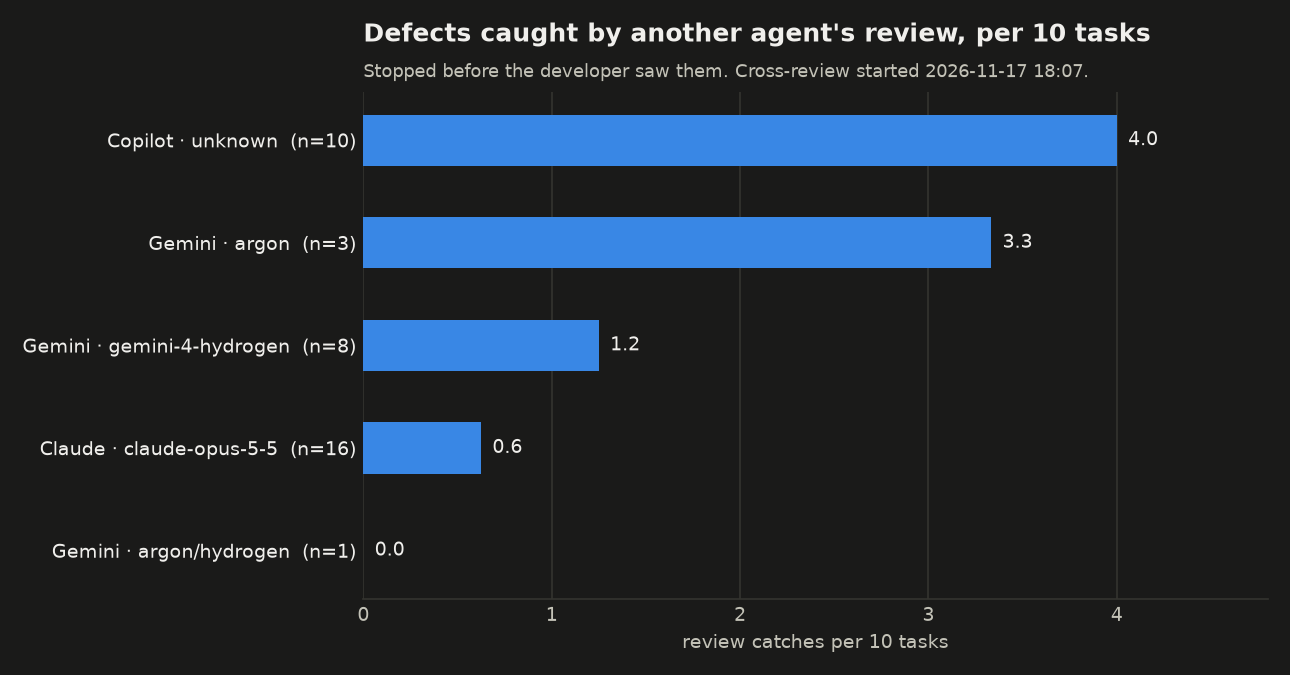 Defects caught by another agent's review, per 10 tasks
Stopped before the developer saw them. Cross-review started 2026-11-17 18:07.
Copilot · unknown (n=10)
4.0
Gemini · argon (n=3)
3.3
Gemini · gemini-4-hydrogen (n=8)
1.2
Claude · claude-opus-5-5 (n=16)
0.6
Gemini · argon/hydrogen (n=1)
0.0
0 1 2 3 4
review catches per 10 tasks